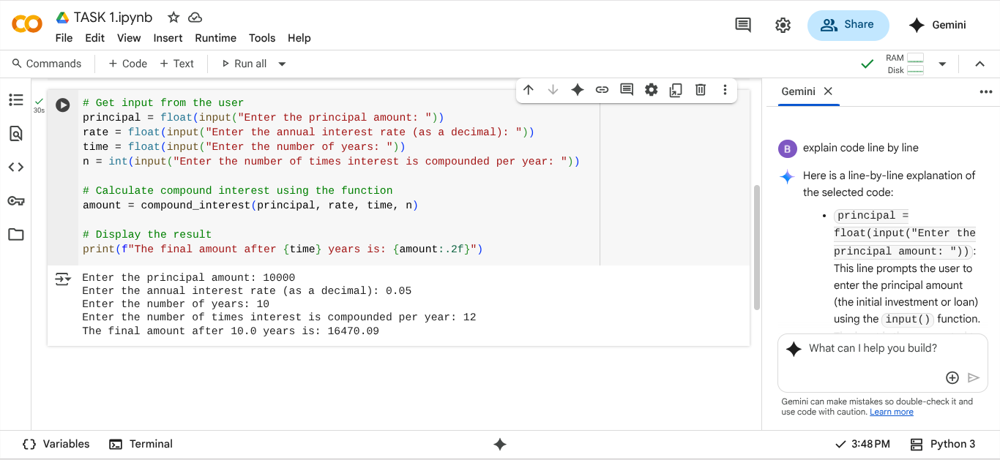 TASK 1.ipynb
File Edit View Insert Runtime Tools Help
Share
Gemini
Commands + Code + Text Run all
RAM
Disk
30s
# Get input from the user
principal = float(input("Enter the principal amount: "))
rate = float(input("Enter the annual interest rate (as a decimal): "))
time = float(input("Enter the number of years: "))
n = int(input("Enter the number of times interest is compounded per year: "))
# Calculate compound interest using the function
amount = compound_interest(principal, rate, time, n)
# Display the result
print(f"The final amount after {time} years is: {amount:.2f}")
Enter the principal amount: 10000
Enter the annual interest rate (as a decimal): 0.05
Enter the number of years: 10
Enter the number of times interest is compounded per year: 12
The final amount after 10.0 years is: 16470.09
Gemini
B explain code line by line
Here is a line-by-line explanation of
the selected code:
• principal =
float(input("Enter the
principal amount: ")):
This line prompts the user to
enter the principal amount
(the initial investment or loan)
using the input() function.
What can I help you build?
Gemini can make mistakes so double-check it and
use code with caution. Learn more
Variables Terminal
3:48 PM Python 3